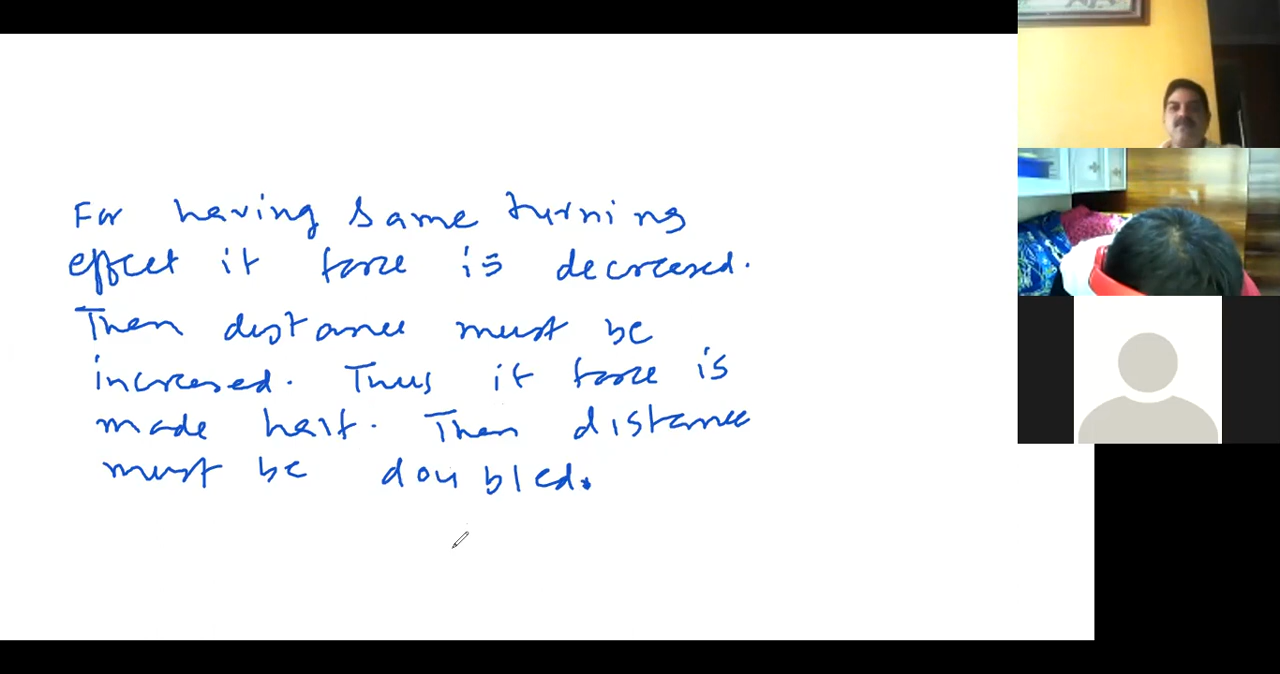 For having same turning
effect if force is decreased.
Then distance must be
increased. Thus if force is
made half. Then distance
must be doubled.